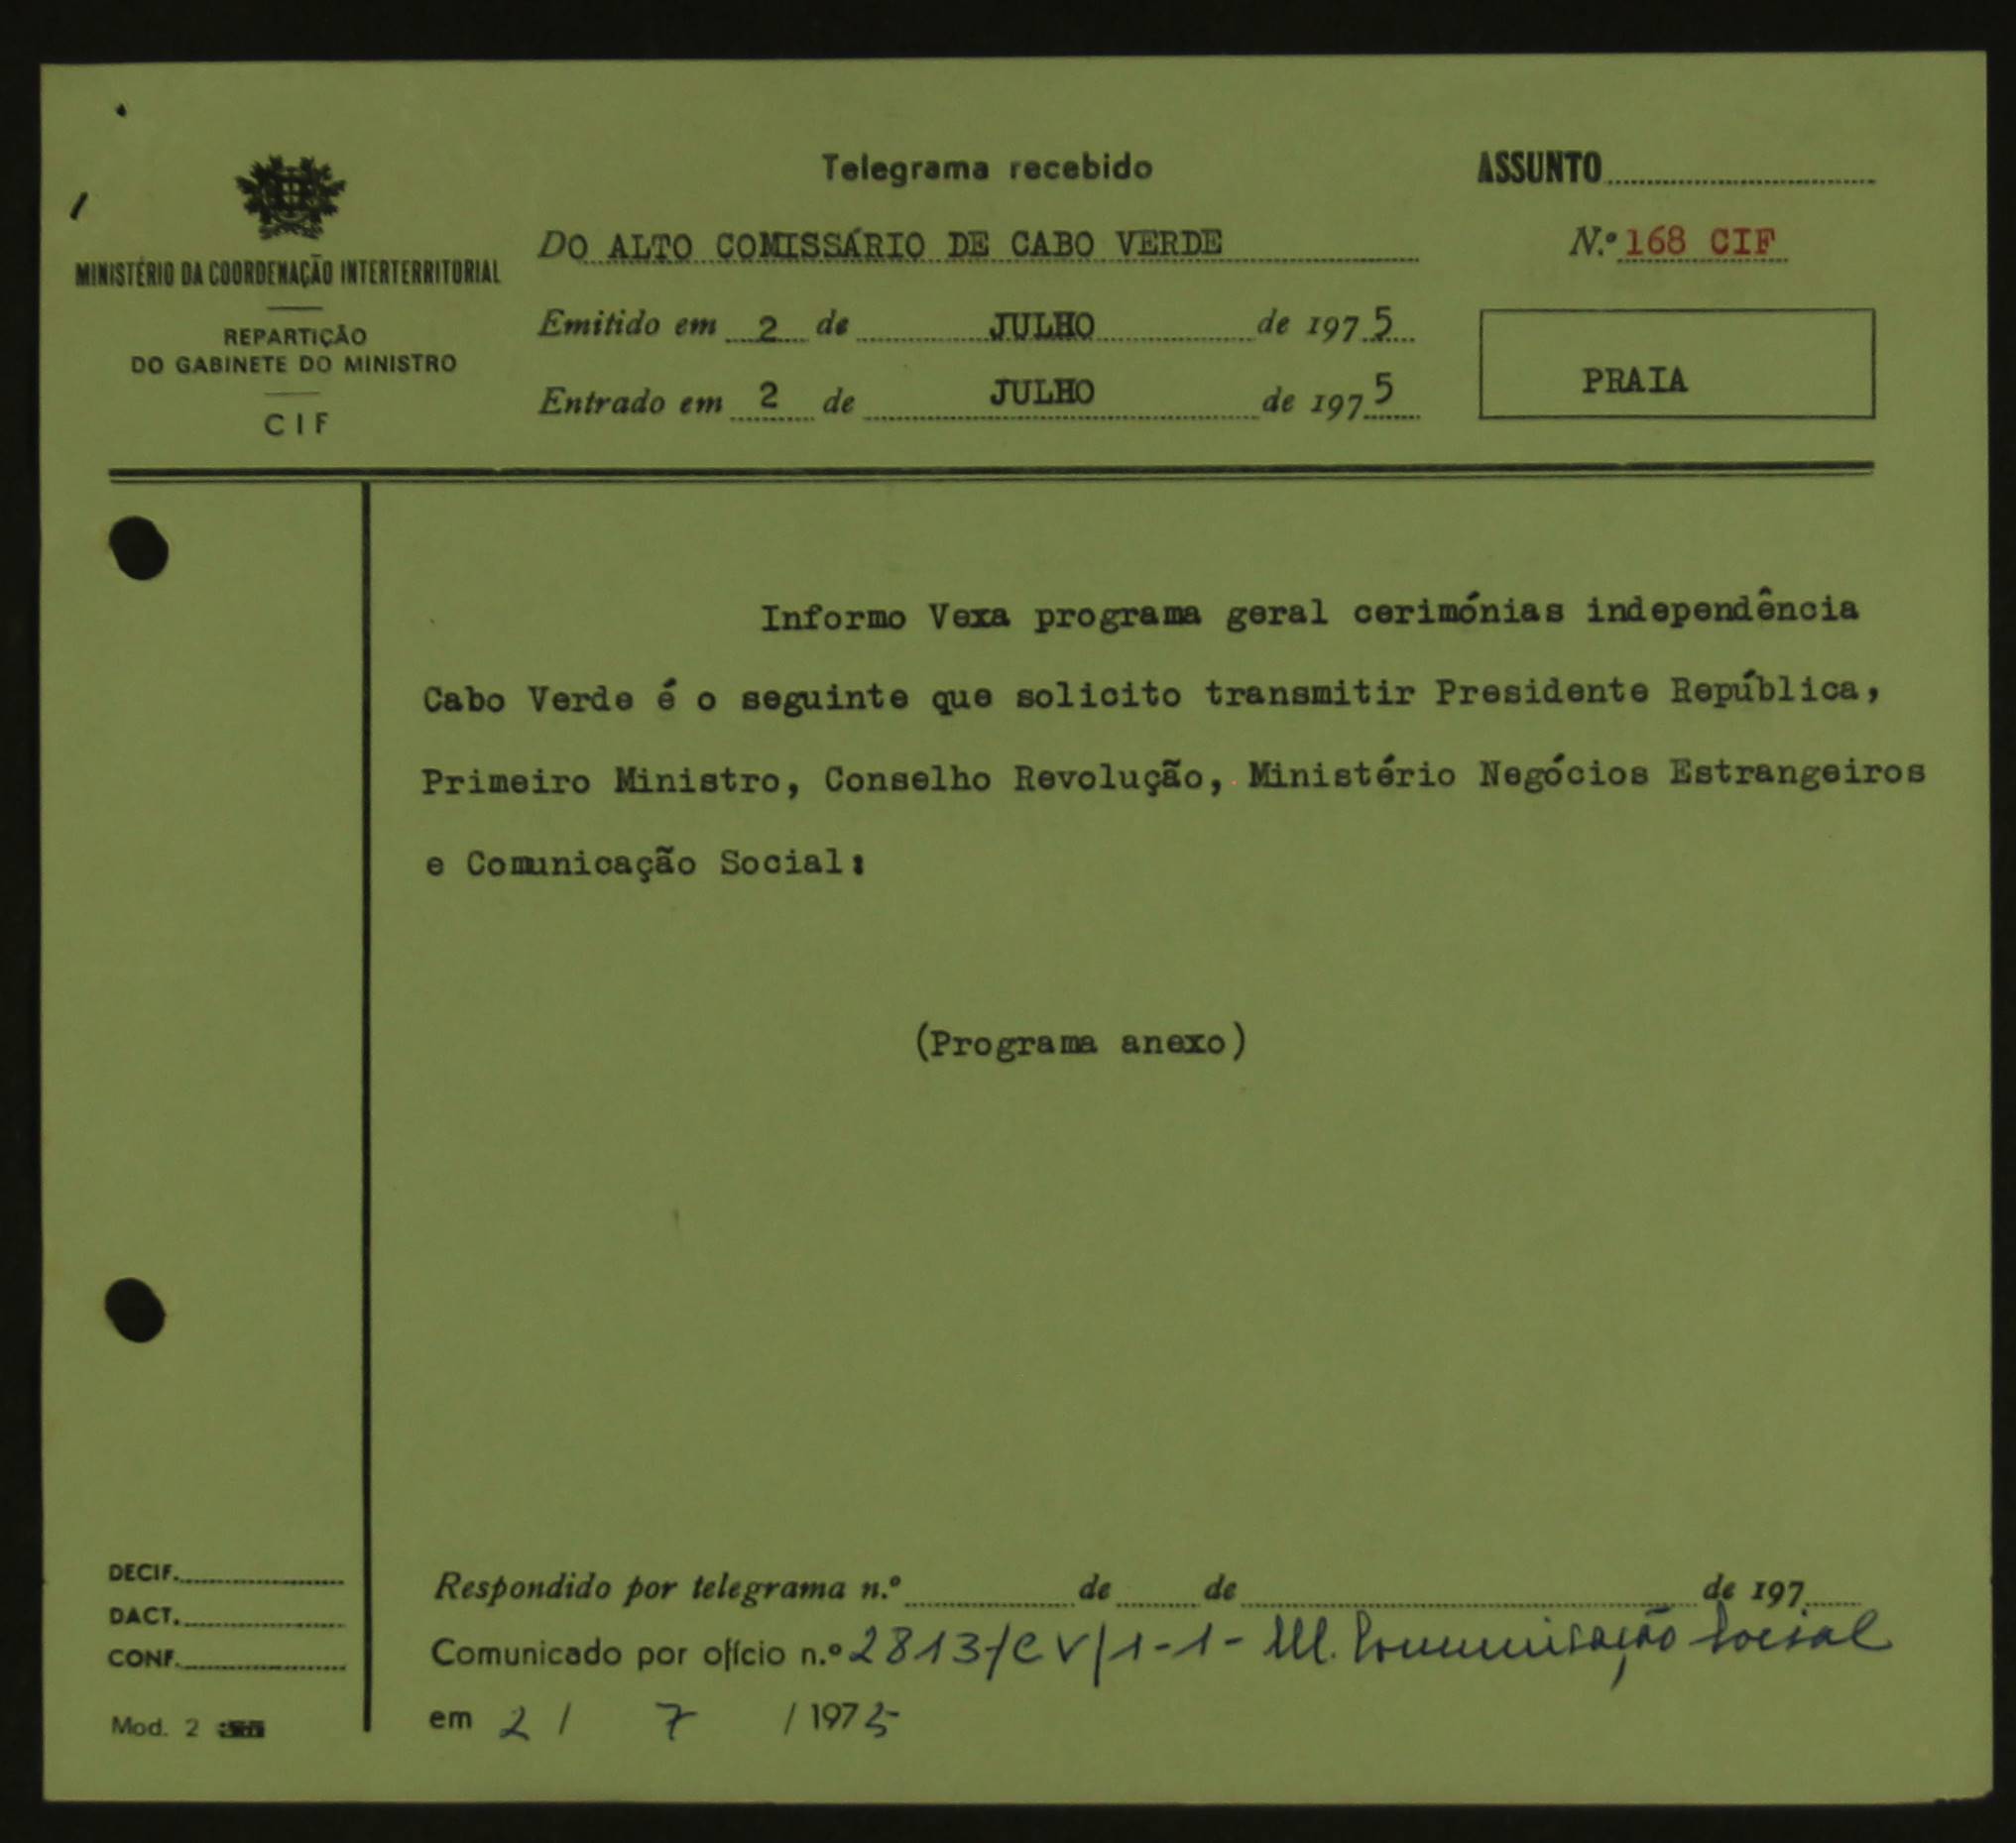 Telegrama recebido
ASSUNTO
DO ALTO COMISSÁRIO DE CABO VERDE
N.º 168 CIF
MINISTÉRIO DA COORDENAÇÃO INTERTERRITORIAL
REPARTIÇÃO
DO GABINETE DO MINISTRO
CIF
Emitido em 2 de JULHO de 1975
Entrado em 2 de JULHO de 1975
PRAIA
Informo Vexa programa geral cerimónias independência
Cabo Verde é o seguinte que solicito transmitir Presidente República,
Primeiro Ministro, Conselho Revolução, Ministério Negócios Estrangeiros
e Comunicação Social:
(Programa anexo)
DECIF.
DACT.
CONF.
Mod. 2
Respondido por telegrama n.º de de de 197
Comunicado por ofício n.º 2813/CV/1-1- M. Comunicação Social
em 2 / 7 / 1975